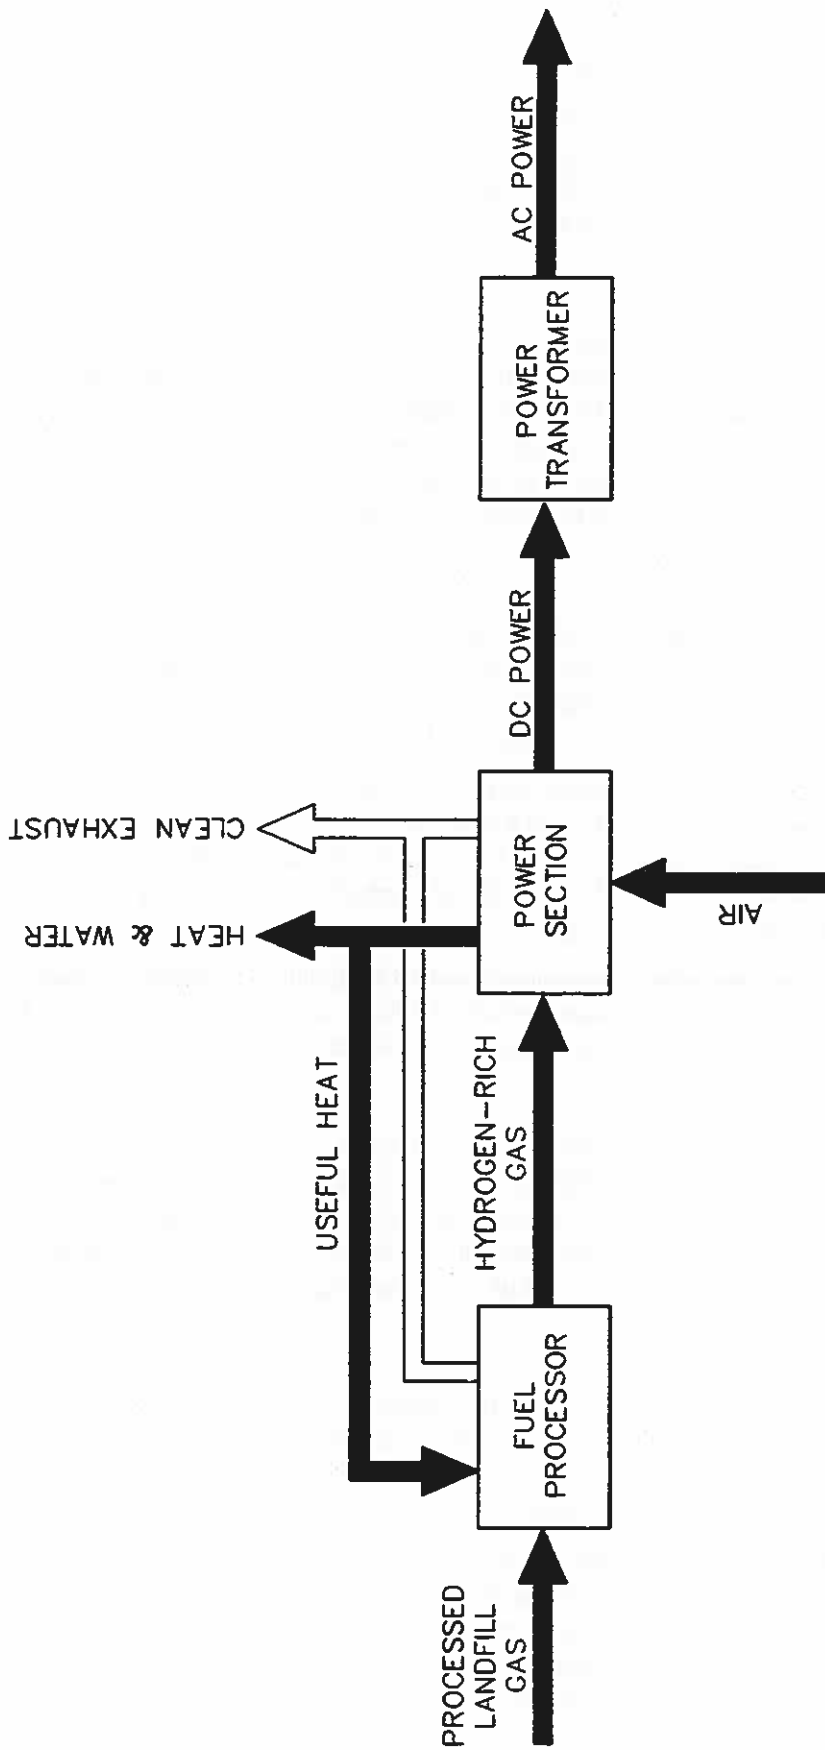 PROCESSED
LANDFILL
GAS
FUEL
PROCESSOR
USEFUL HEAT
HYDROGEN-RICH
GAS
HEAT & WATER
CLEAN EXHAUST
POWER
SECTION
AIR
DC POWER
POWER
TRANSFORMER
AC POWER